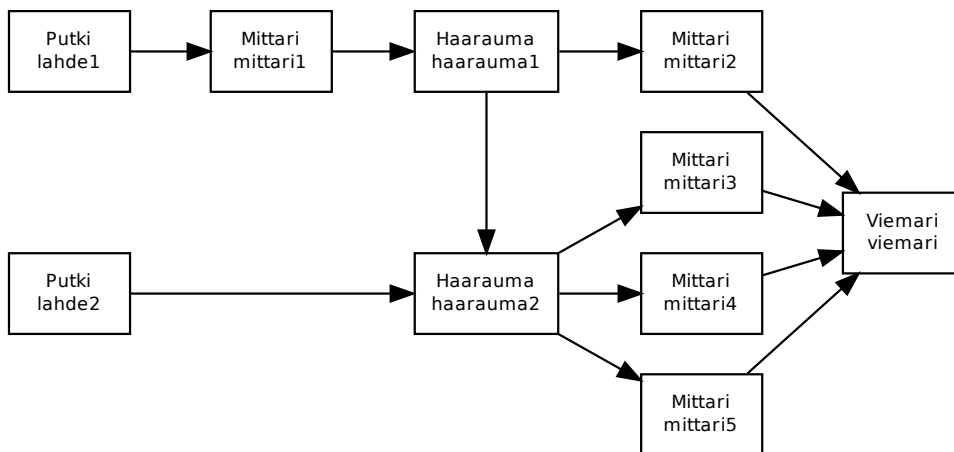 Putki
lahde1
Mittari
mittari1
Haarauma
haarauma1
Mittari
mittari2
Mittari
mittari3
Viemari
viemari
Putki
lahde2
Haarauma
haarauma2
Mittari
mittari4
Mittari
mittari5